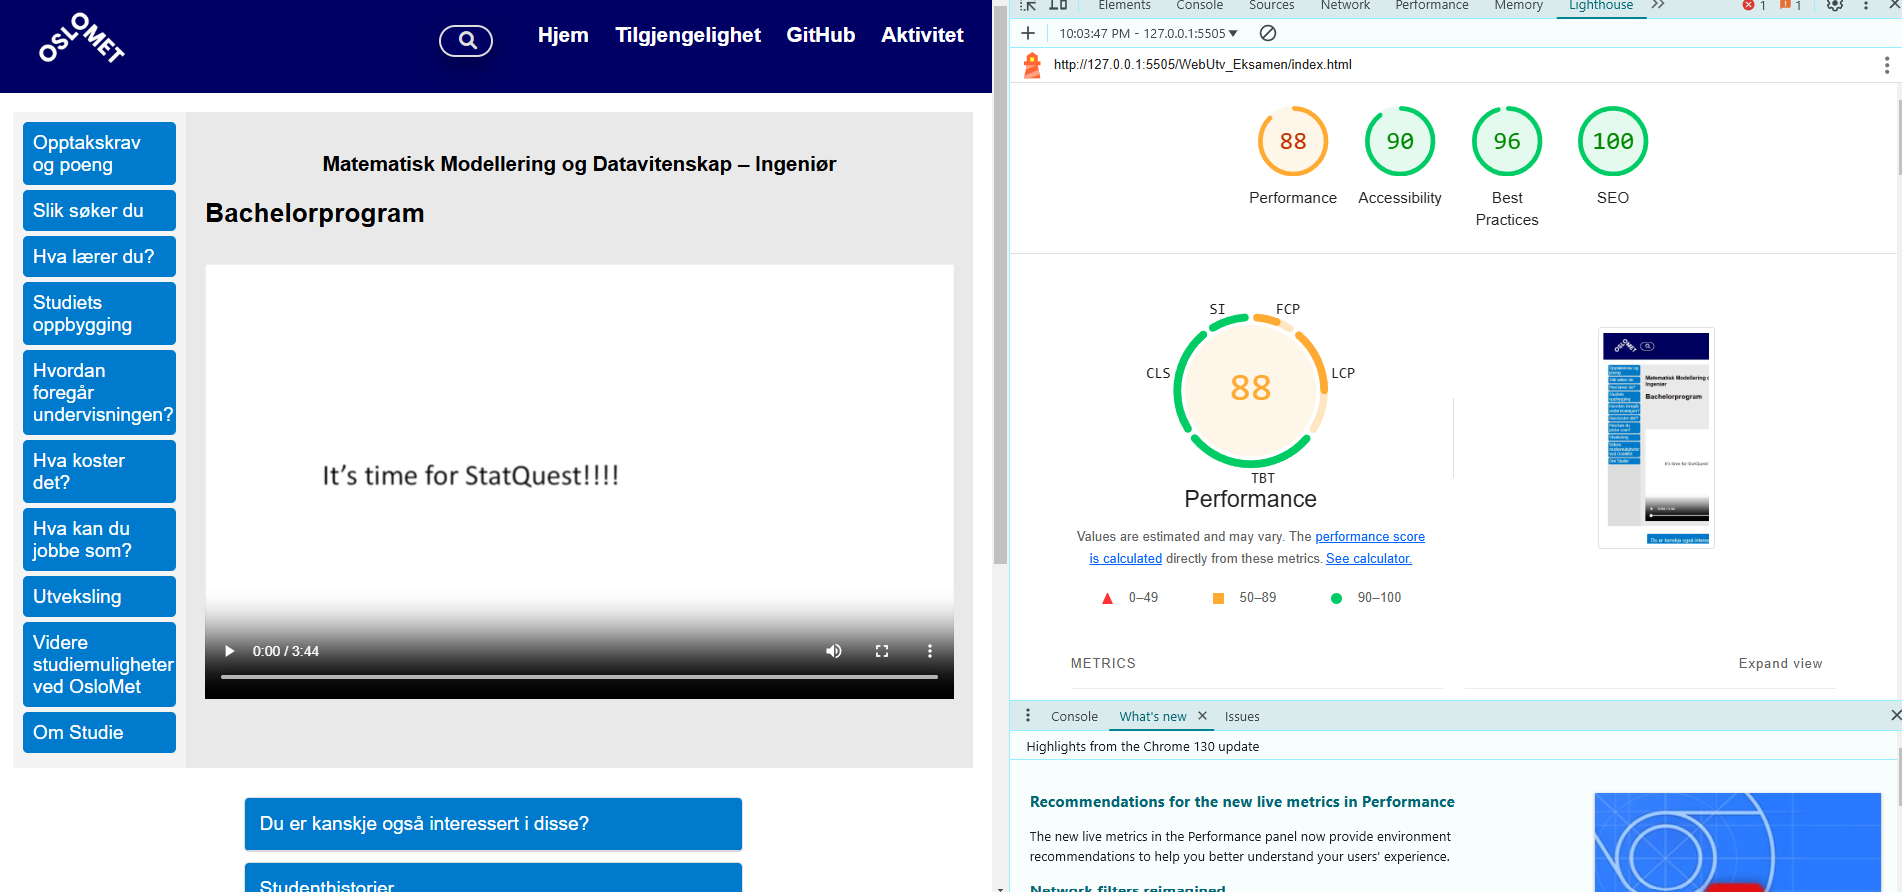 OSLOMET
Hjem Tilgjengelighet GitHub Aktivitet
Opptakskrav
og poeng
Slik søker du
Hva lærer du?
Studiets
oppbygging
Hvordan
foregår
undervisningen?
Hva koster
det?
Hva kan du
jobbe som?
Utveksling
Videre
studiemuligheter
ved OsloMet
Om Studie
Matematisk Modellering og Datavitenskap – Ingeniør
Bachelorprogram
It's time for StatQuest!!!!
0:00 / 3:44
Du er kanskje også interessert i disse?
Studenthistorier
Elements Console Sources Network Performance Memory Lighthouse 1 1
10:03:47 PM - 127.0.0.1:5505
http://127.0.0.1:5505/WebUtv_Eksamen/index.html
88 90 96 100
Performance Accessibility Best SEO
Practices
SI FCP
CLS LCP
88
TBT
Performance
Values are estimated and may vary. The performance score
is calculated directly from these metrics. See calculator.
0–49 50–89 90–100
Matematisk Modellering
Ingeniør
Bachelorprogram
METRICS Expand view
Console What's new Issues
Highlights from the Chrome 130 update
Recommendations for the new live metrics in Performance
The new live metrics in the Performance panel now provide environment
recommendations to help you better understand your users' experience.
Network filters reimagined